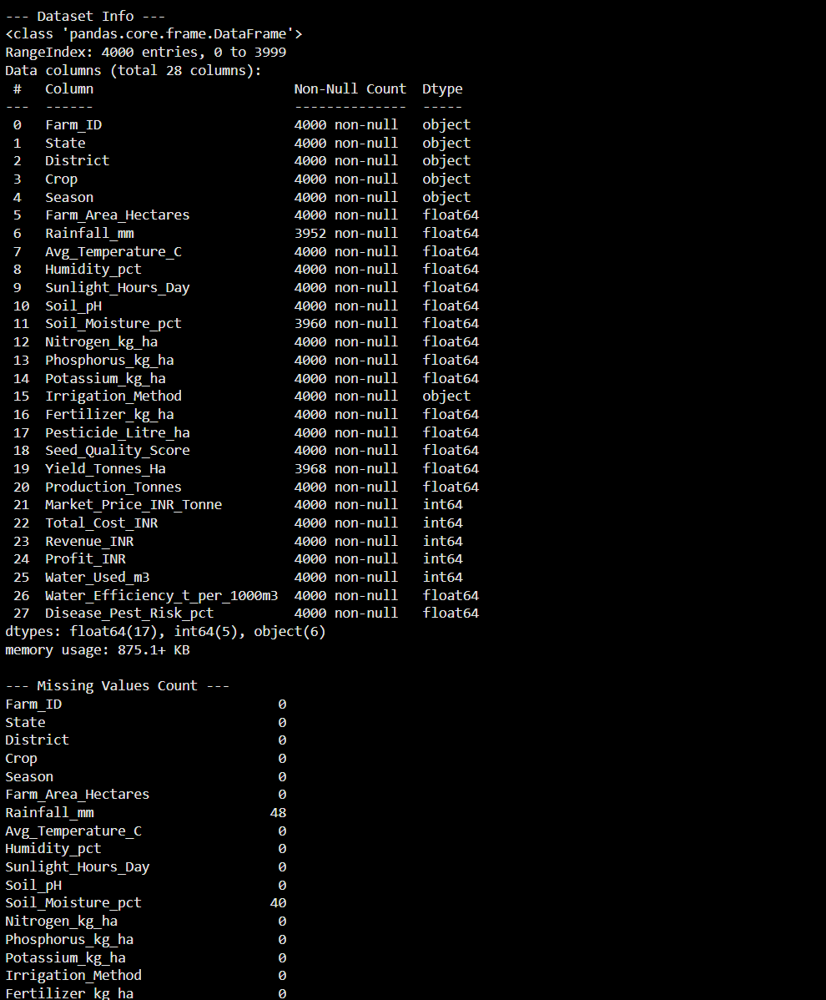 --- Dataset Info ---
<class 'pandas.core.frame.DataFrame'>
RangeIndex: 4000 entries, 0 to 3999
Data columns (total 28 columns):
 #   Column                         Non-Null Count  Dtype
---  ------                         --------------  -----
 0   Farm_ID                        4000 non-null   object
 1   State                          4000 non-null   object
 2   District                       4000 non-null   object
 3   Crop                           4000 non-null   object
 4   Season                         4000 non-null   object
 5   Farm_Area_Hectares             4000 non-null   float64
 6   Rainfall_mm                    3952 non-null   float64
 7   Avg_Temperature_C              4000 non-null   float64
 8   Humidity_pct                   4000 non-null   float64
 9   Sunlight_Hours_Day             4000 non-null   float64
 10  Soil_pH                        4000 non-null   float64
 11  Soil_Moisture_pct              3960 non-null   float64
 12  Nitrogen_kg_ha                 4000 non-null   float64
 13  Phosphorus_kg_ha               4000 non-null   float64
 14  Potassium_kg_ha                4000 non-null   float64
 15  Irrigation_Method              4000 non-null   object
 16  Fertilizer_kg_ha               4000 non-null   float64
 17  Pesticide_Litre_ha             4000 non-null   float64
 18  Seed_Quality_Score             4000 non-null   float64
 19  Yield_Tonnes_Ha                3968 non-null   float64
 20  Production_Tonnes              4000 non-null   float64
 21  Market_Price_INR_Tonne         4000 non-null   int64
 22  Total_Cost_INR                 4000 non-null   int64
 23  Revenue_INR                    4000 non-null   int64
 24  Profit_INR                     4000 non-null   int64
 25  Water_Used_m3                  4000 non-null   int64
 26  Water_Efficiency_t_per_1000m3  4000 non-null   float64
 27  Disease_Pest_Risk_pct          4000 non-null   float64
dtypes: float64(17), int64(5), object(6)
memory usage: 875.1+ KB

--- Missing Values Count ---
Farm_ID                           0
State                             0
District                          0
Crop                              0
Season                            0
Farm_Area_Hectares                0
Rainfall_mm                      48
Avg_Temperature_C                 0
Humidity_pct                      0
Sunlight_Hours_Day                0
Soil_pH                           0
Soil_Moisture_pct                40
Nitrogen_kg_ha                    0
Phosphorus_kg_ha                  0
Potassium_kg_ha                   0
Irrigation_Method                 0
Fertilizer_kg_ha                  0